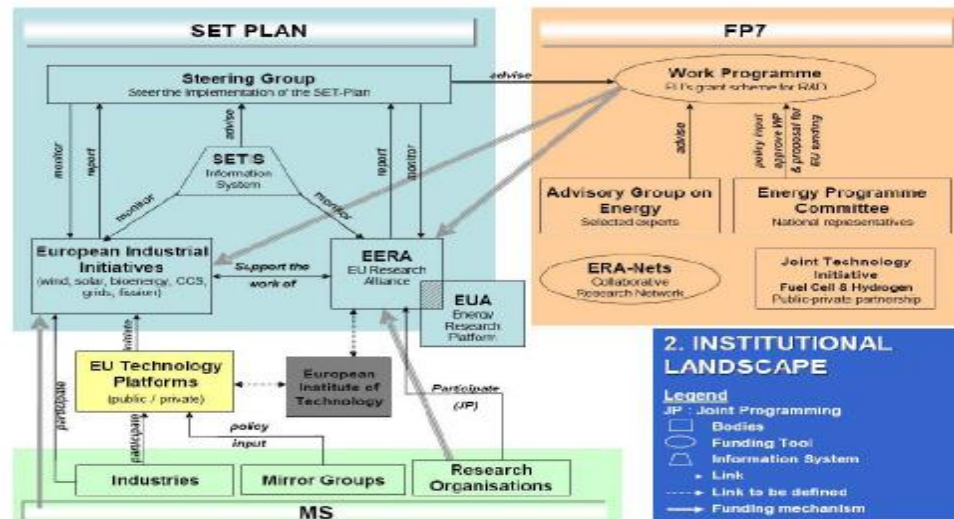 SET PLAN
Steering Group
Steer the implementation of the SET-Plan
monitor
report
advise
report
monitor
SETIS
Information
System
monitor
monitor
European Industrial
Initiatives
(wind, solar, bioenergy, CCS,
grids, fission)
Support the
work of
EERA
EU Research
Alliance
EUA
Energy
Research
Platform
initiate
EU Technology
Platforms
(public / private)
European
Institute of
Technology
Participate
(JP)
participate
participate
policy
input
Industries
Mirror Groups
Research
Organisations
MS
advise
FP7
Work Programme
EU's grant scheme for R&D
advise
policy input
approve WP
& proposal for
EU funding
Advisory Group on
Energy
Selected experts
Energy Programme
Committee
National representatives
ERA-Nets
Collaborative
Research Network
Joint Technology
Initiative
Fuel Cell & Hydrogen
Public-private partnership
2. INSTITUTIONAL
LANDSCAPE
Legend
JP : Joint Programming
Bodies
Funding Tool
Information System
Link
Link to be defined
Funding mechanism